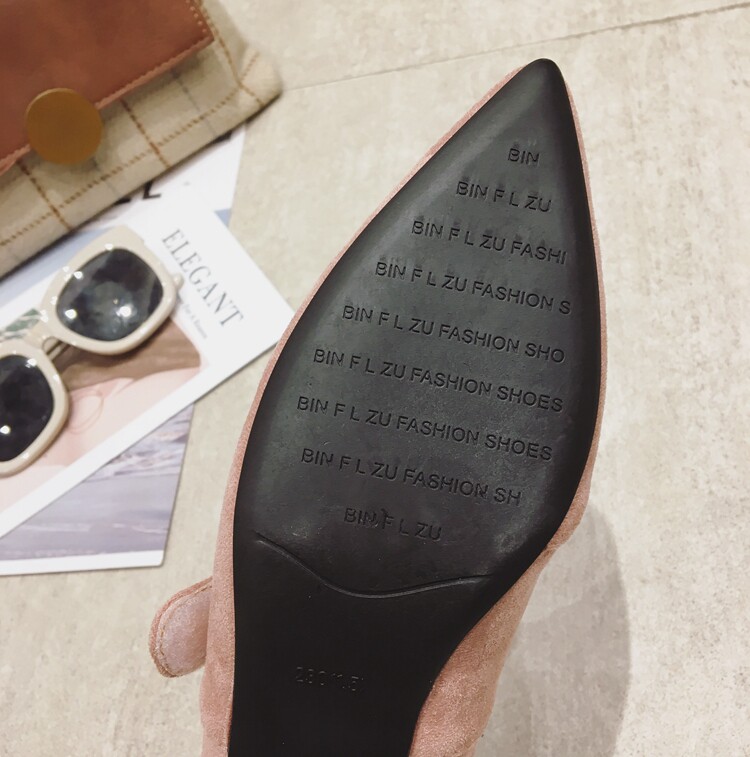 ELEGANT
BIN
BIN F L ZU
BIN F L ZU FASHI
BIN F L ZU FASHION S
BIN F L ZU FASHION SHO
BIN F L ZU FASHION SHOES
BIN F L ZU FASHION SHOES
BIN F L ZU FASHION SH
BIN F L ZU